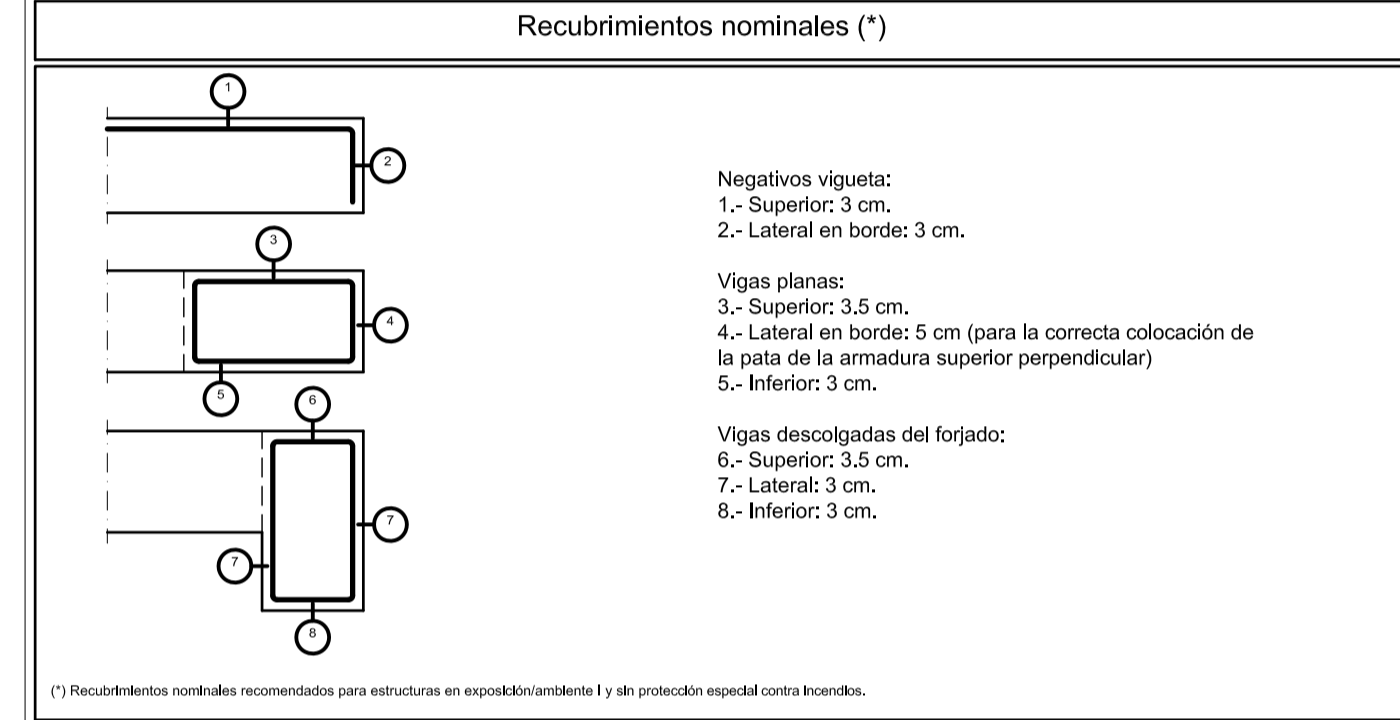 Recubrimientos nominales (*)
1
2
3
4
5
6
7
7
8
Negativos vigueta:
1.- Superior: 3 cm.
2.- Lateral en borde: 3 cm.
Vigas planas:
3.- Superior: 3.5 cm.
4.- Lateral en borde: 5 cm (para la correcta colocación de
la pata de la armadura superior perpendicular)
5.- Inferior: 3 cm.
Vigas descolgadas del forjado:
6.- Superior: 3.5 cm.
7.- Lateral: 3 cm.
8.- Inferior: 3 cm.
(*) Recubrimientos nominales recomendados para estructuras en exposición/ambiente I y sin protección especial contra incendios.